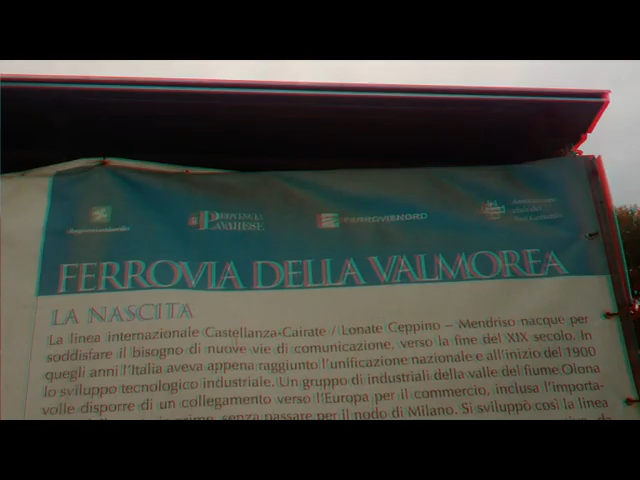 PROVINCIA
VARESE
FERROVIENORD
FERROVIA DELLA VALMOREA
LA NASCITA
La linea internazionale Castellanza-Cairate / Lonate Ceppino – Mendriso nacque per
soddisfare il bisogno di nuove vie di comunicazione, verso la fine del XIX secolo. In
quegli anni l'Italia aveva appena raggiunto l'unificazione nazionale e all'inizio del 1900
lo sviluppo tecnologico industriale. Un gruppo di industriali della valle del fiume Olona
volle disporre di un collegamento verso l'Europa per il commercio, inclusa l'importa-
senza passare per il nodo di Milano. Si sviluppò così la linea